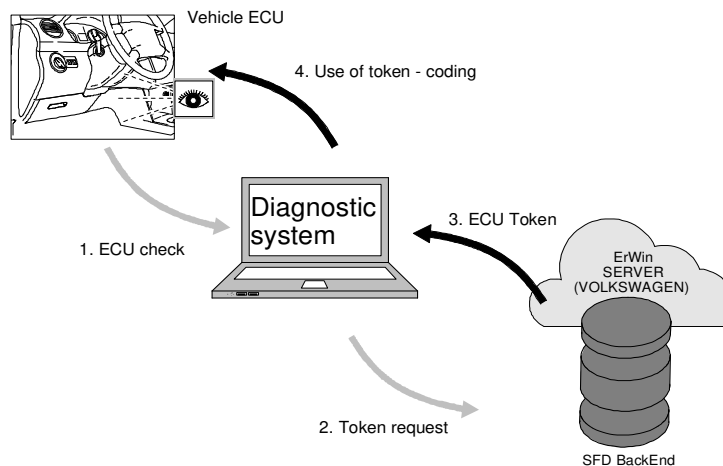 Vehicle ECU
4. Use of token - coding
Diagnostic
system
3. ECU Token
1. ECU check
ErWin
SERVER
(VOLKSWAGEN)
2. Token request
SFD BackEnd